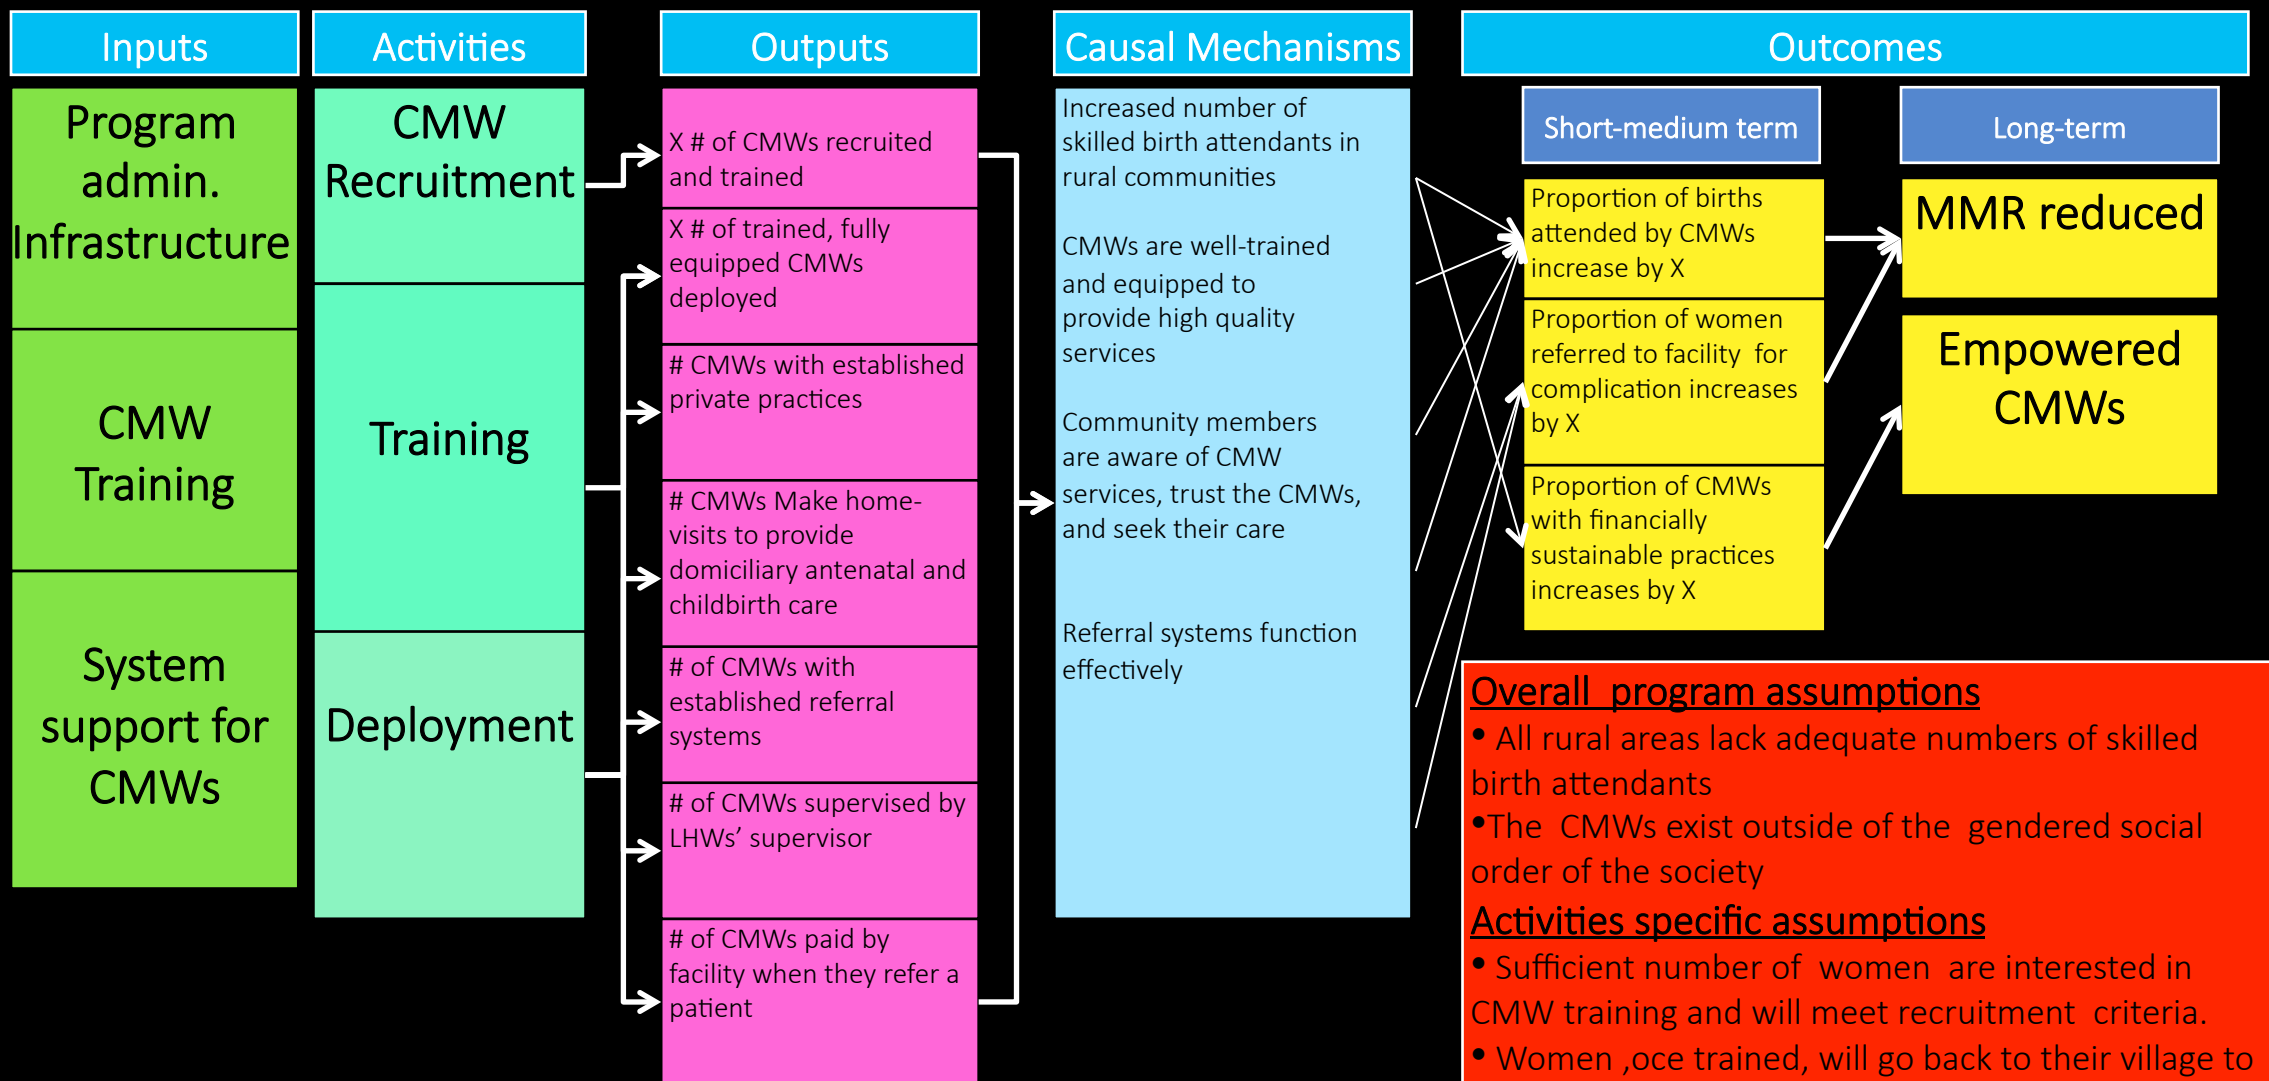 Inputs
Program
admin.
Infrastructure
CMW
Training
System
support for
CMWs
Activities
CMW
Recruitment
Training
Deployment
Outputs
X # of CMWs recruited
and trained
X # of trained, fully
equipped CMWs
deployed
# CMWs with established
private practices
# CMWs Make home-
visits to provide
domiciliary antenatal and
childbirth care
# of CMWs with
established referral
systems
# of CMWs supervised by
LHWs’ supervisor
# of CMWs paid by
facility when they refer a
patient
Causal Mechanisms
Increased number of
skilled birth attendants in
rural communities
CMWs are well-trained
and equipped to
provide high quality
services
Community members
are aware of CMW
services, trust the CMWs,
and seek their care
Referral systems function
effectively
Outcomes
Short-medium term
Proportion of births
attended by CMWs
increase by X
Proportion of women
referred to facility for
complication increases
by X
Proportion of CMWs
with financially
sustainable practices
increases by X
Long-term
MMR reduced
Empowered
CMWs
Overall program assumptions
• All rural areas lack adequate numbers of skilled
birth attendants
•The CMWs exist outside of the gendered social
order of the society
Activities specific assumptions
• Sufficient number of women are interested in
CMW training and will meet recruitment criteria.
• Women ,oce trained, will go back to their village to